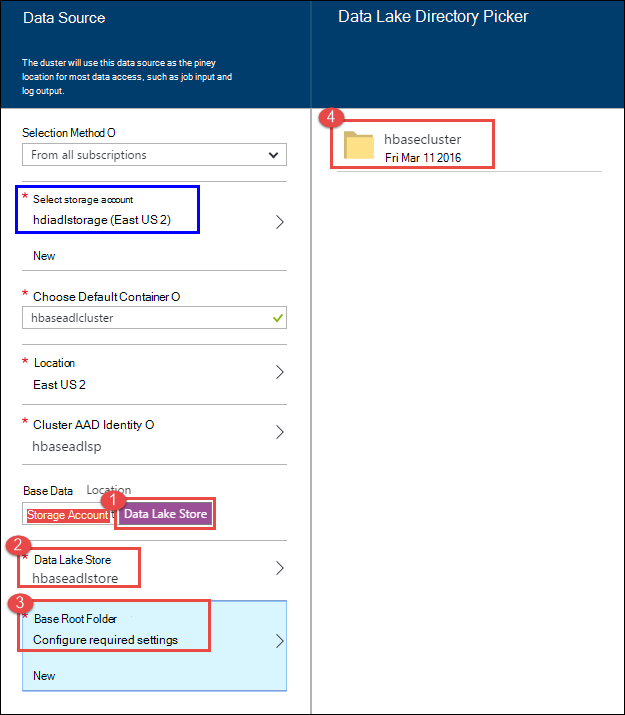 Data Source
The duster will use this data source as the piney
location for most data access, such as job input and
log output.
Selection Method O
From all subscriptions
* Select storage account
hdiadlstorage (East US 2)
New
* Choose Default Container O
hbaseadlcluster
* Location
East US 2
* Cluster AAD Identity O
hbaseadlsp
Base Data Location
1
Storage Account Data Lake Store
2
* Data Lake Store
hbaseadlstore
3
* Base Root Folder
Configure required settings
New
Data Lake Directory Picker
4
hbasecluster
Fri Mar 11 2016